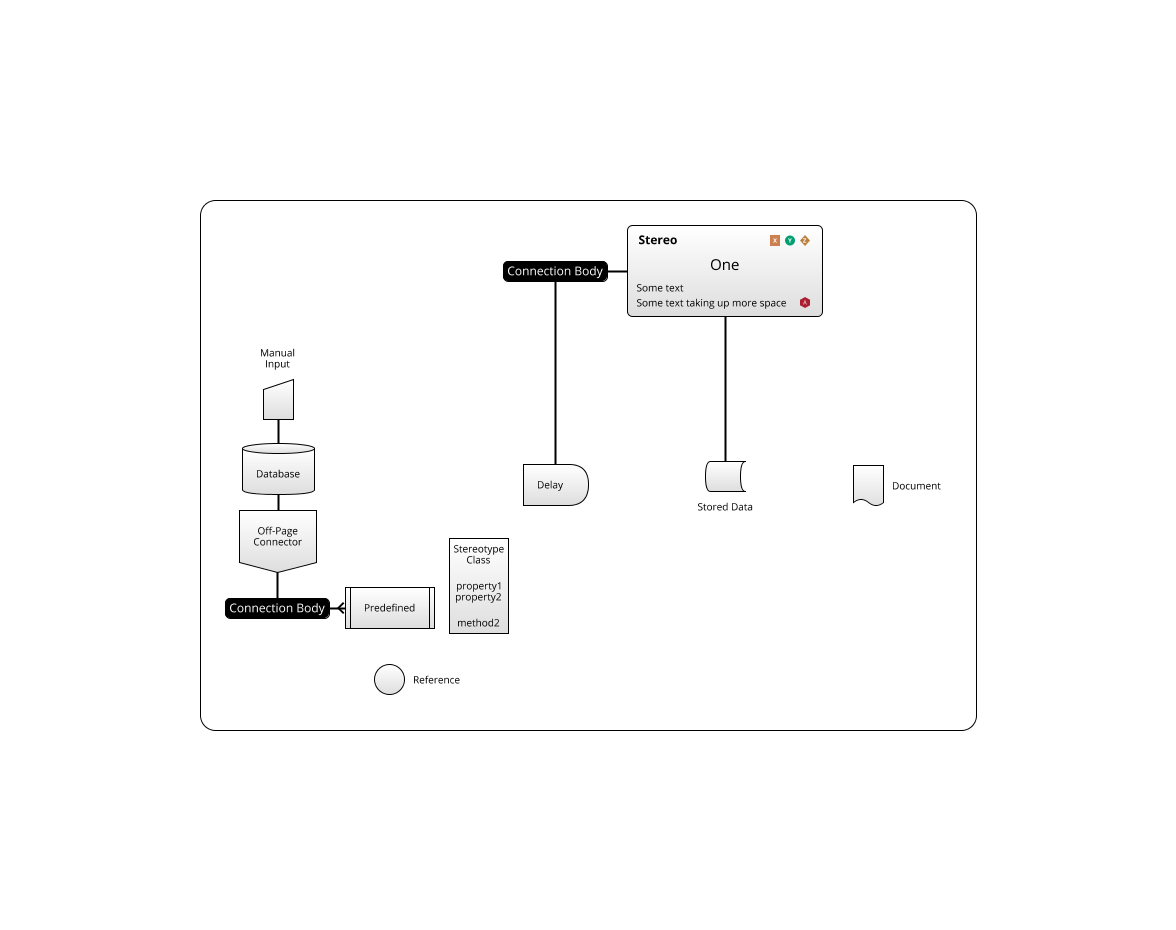 Stereo
X
Y
Z
One
Connection Body
Some text
Some text taking up more space
A
Manual
Input
Database
Delay
Document
Stored Data
Off-Page
Connector
Stereotype
Class
property1
property2
method2
Connection Body
Predefined
Reference